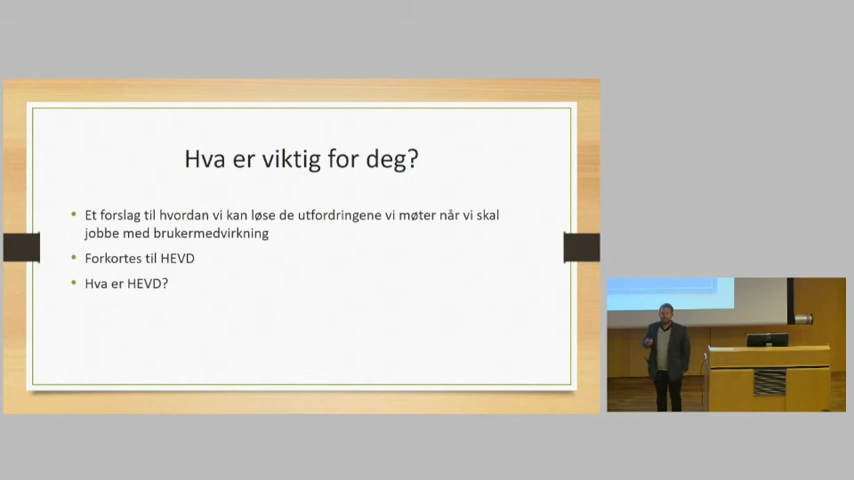 Hva er viktig for deg?
Et forslag til hvordan vi kan løse de utfordringene vi møter når vi skal
jobbe med brukermedvirkning
Forkortes til HEVD
Hva er HEVD?